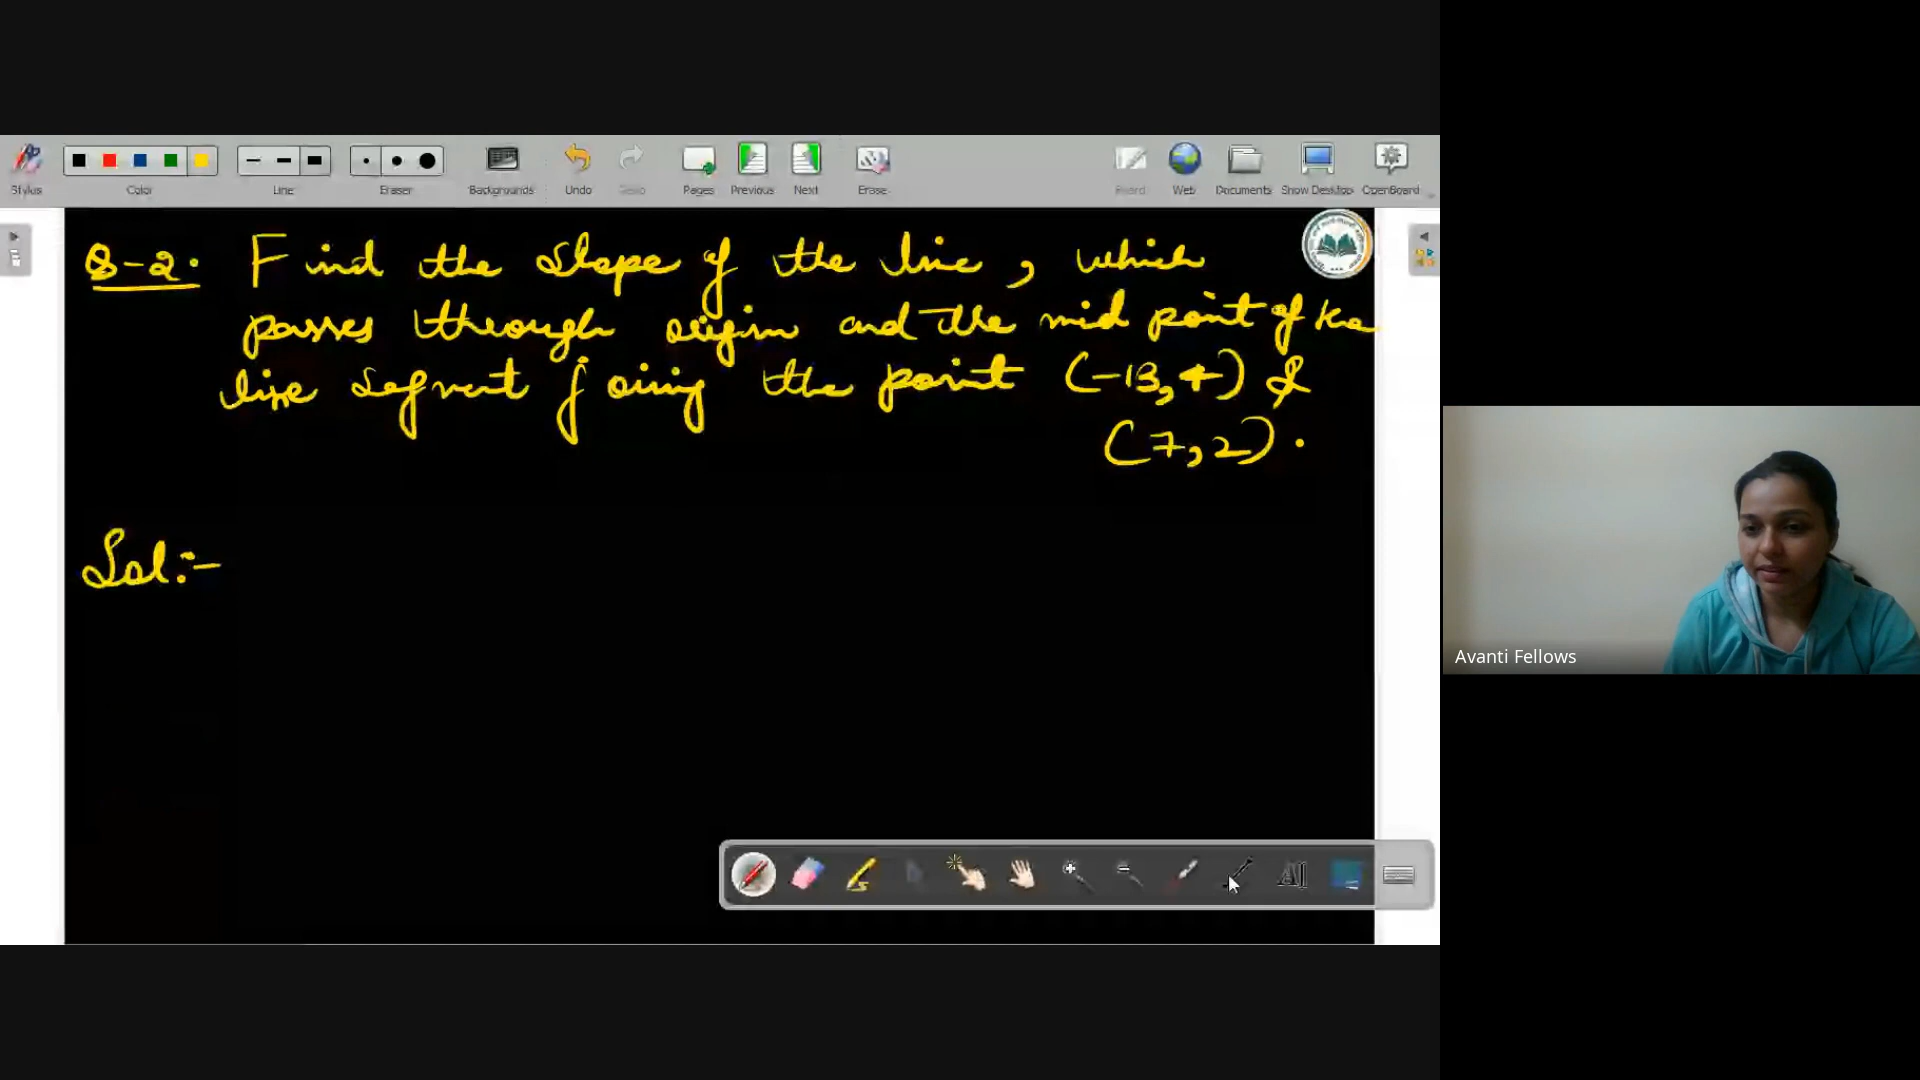 Stylus
Color
Line
Eraser
Backgrounds
Undo
Redo
Pages
Previous
Next
Erase
Board
Web
Documents
Show Desktop
OpenBoard
Q-2. Find the slope of the line, which
passes through origin and the mid point of the
line segment joining the point (-13, 4) &
(7, 2).
Sol:-
Avanti Fellows